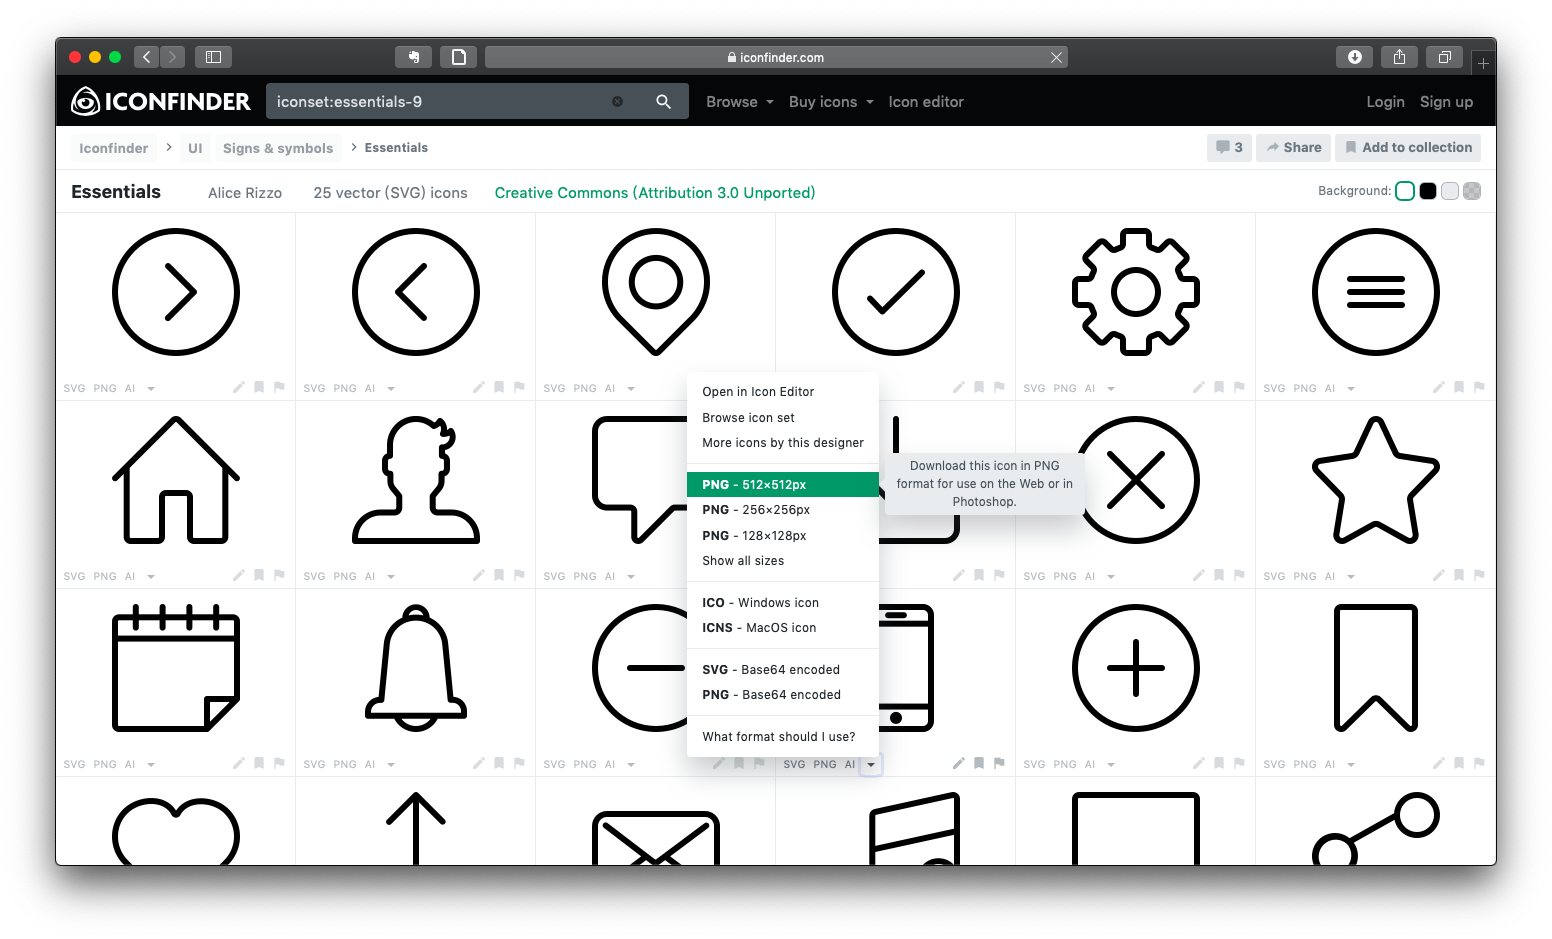 iconfinder.com
ICONFINDER
iconset:essentials-9
Browse
Buy icons
Icon editor
Login
Sign up
Iconfinder
UI
Signs & symbols
Essentials
3
Share
Add to collection
Essentials
Alice Rizzo
25 vector (SVG) icons
Creative Commons (Attribution 3.0 Unported)
Background:
SVG PNG AI
SVG PNG AI
SVG PNG AI
SVG PNG AI
SVG PNG AI
Open in Icon Editor
Browse icon set
More icons by this designer
PNG - 512×512px
PNG - 256×256px
PNG - 128×128px
Show all sizes
ICO - Windows icon
ICNS - MacOS icon
SVG - Base64 encoded
PNG - Base64 encoded
What format should I use?
Download this icon in PNG
format for use on the Web or in
Photoshop.
SVG PNG AI
SVG PNG AI
SVG PNG AI
SVG PNG AI
SVG PNG AI
SVG PNG AI
SVG PNG AI
SVG PNG AI
SVG PNG AI
SVG PNG AI
SVG PNG AI